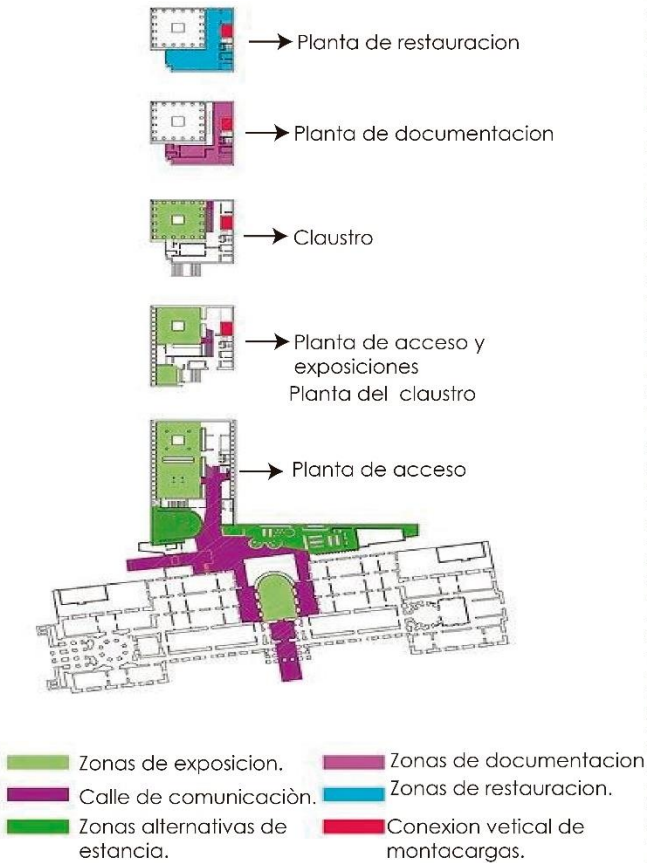 Planta de restauracion
Planta de documentacion
Claustro
Planta de acceso y
exposiciones
Planta del claustro
Planta de acceso
Zonas de exposicion.
Calle de comunicaciòn.
Zonas alternativas de
estancia.
Zonas de documentacion
Zonas de restauracion.
Conexion vetical de
montacargas.